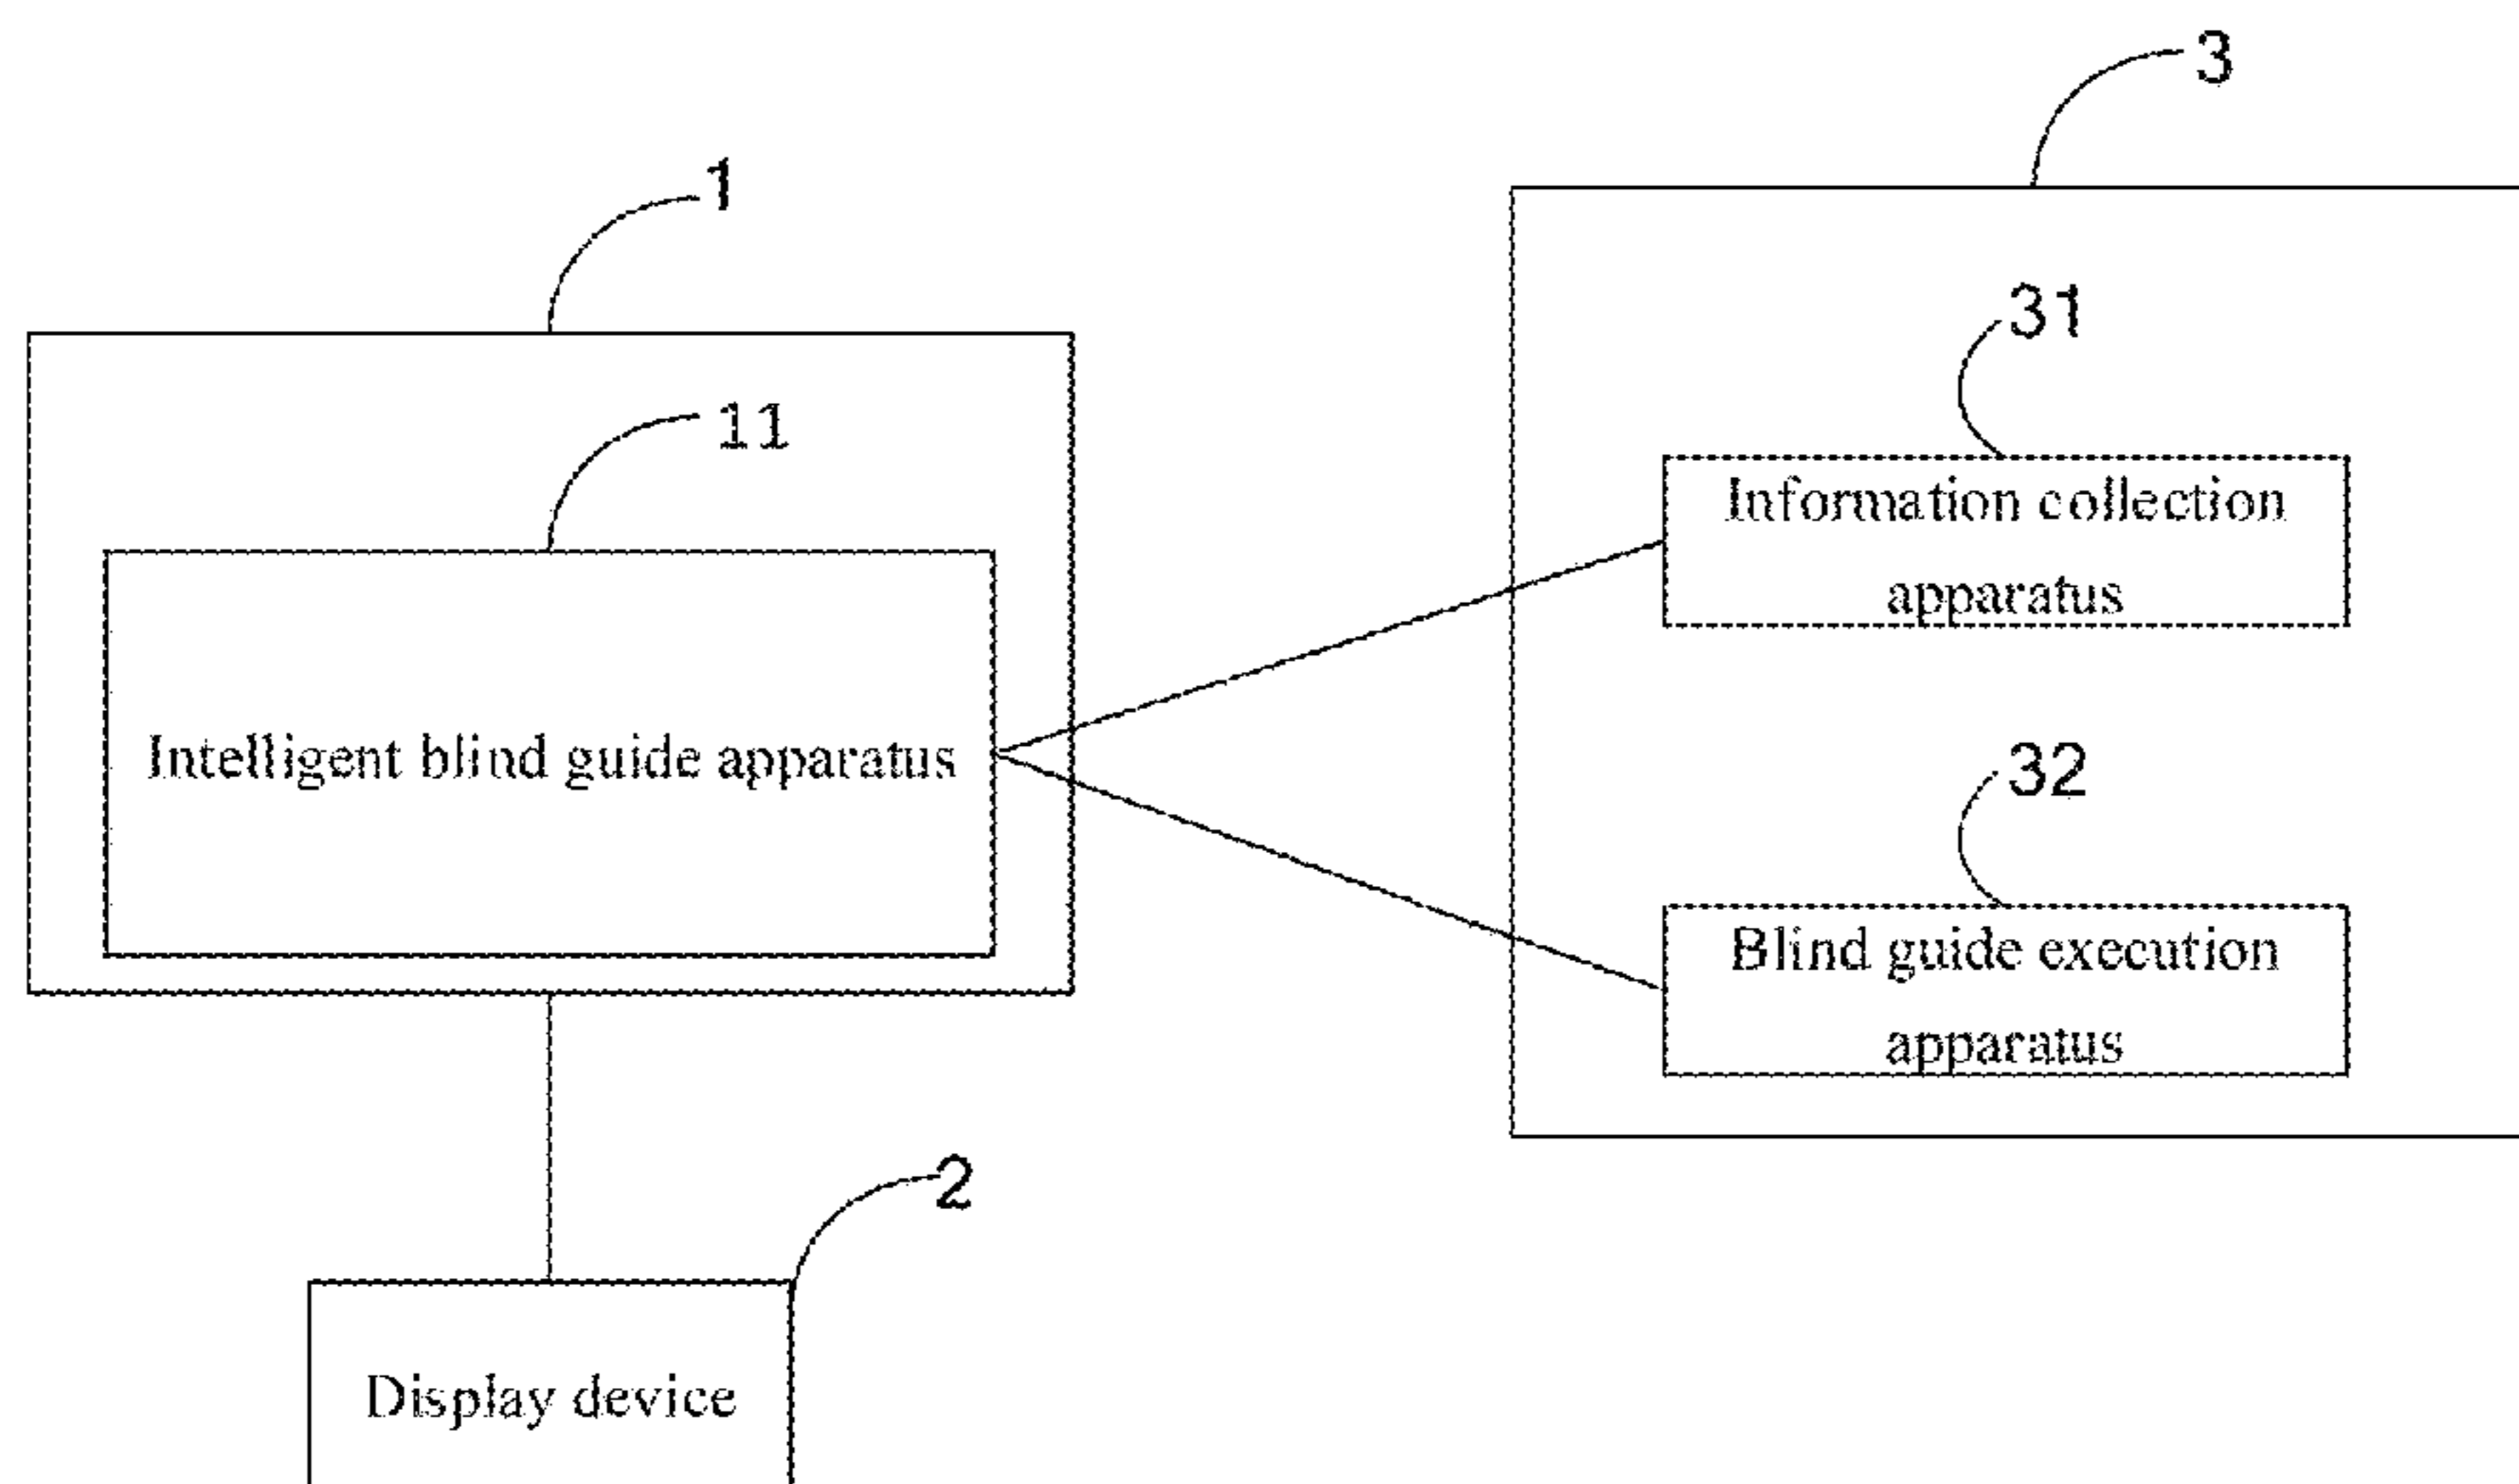 3
1
31
11
Information collection
apparatus
Intelligent blind guide apparatus
32
Blind guide execution
apparatus
2
Display device